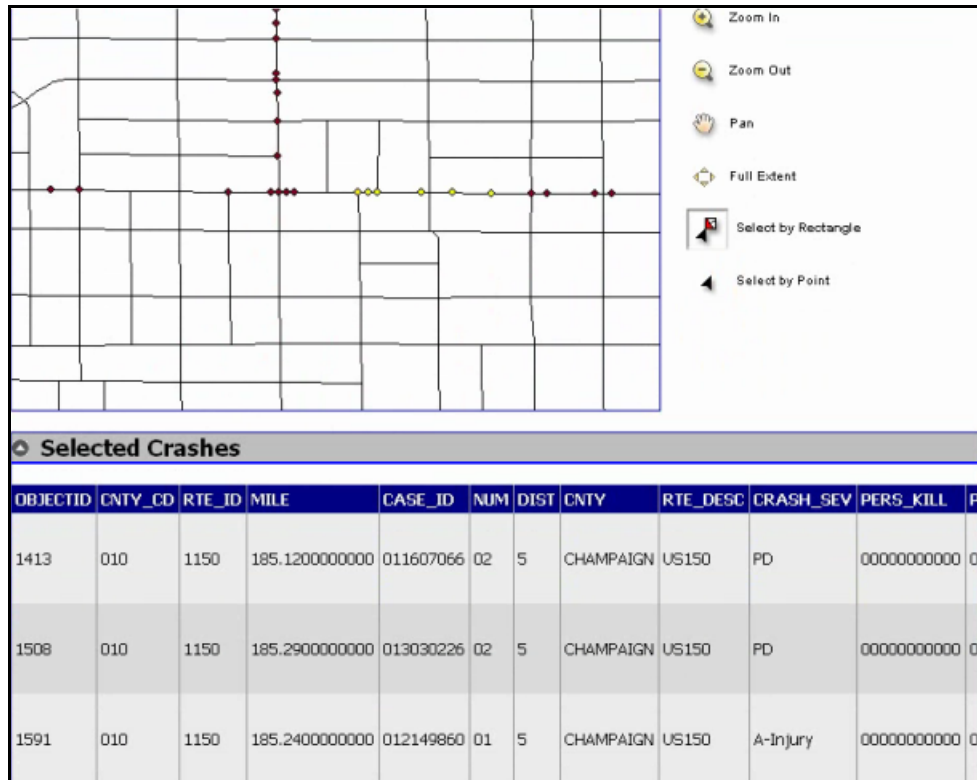 Zoom In
Zoom Out
Pan
Full Extent
Select by Rectangle
Select by Point
Selected Crashes
OBJECTID CNTY_CD RTE_ID MILE CASE_ID NUM DIST CNTY RTE_DESC CRASH_SEV PERS_KILL P
1413 010 1150 185.1200000000 011607066 02 5 CHAMPAIGN US150 PD 00000000000 0
1508 010 1150 185.2900000000 013030226 02 5 CHAMPAIGN US150 PD 00000000000 0
1591 010 1150 185.2400000000 012149860 01 5 CHAMPAIGN US150 A-Injury 00000000000 0